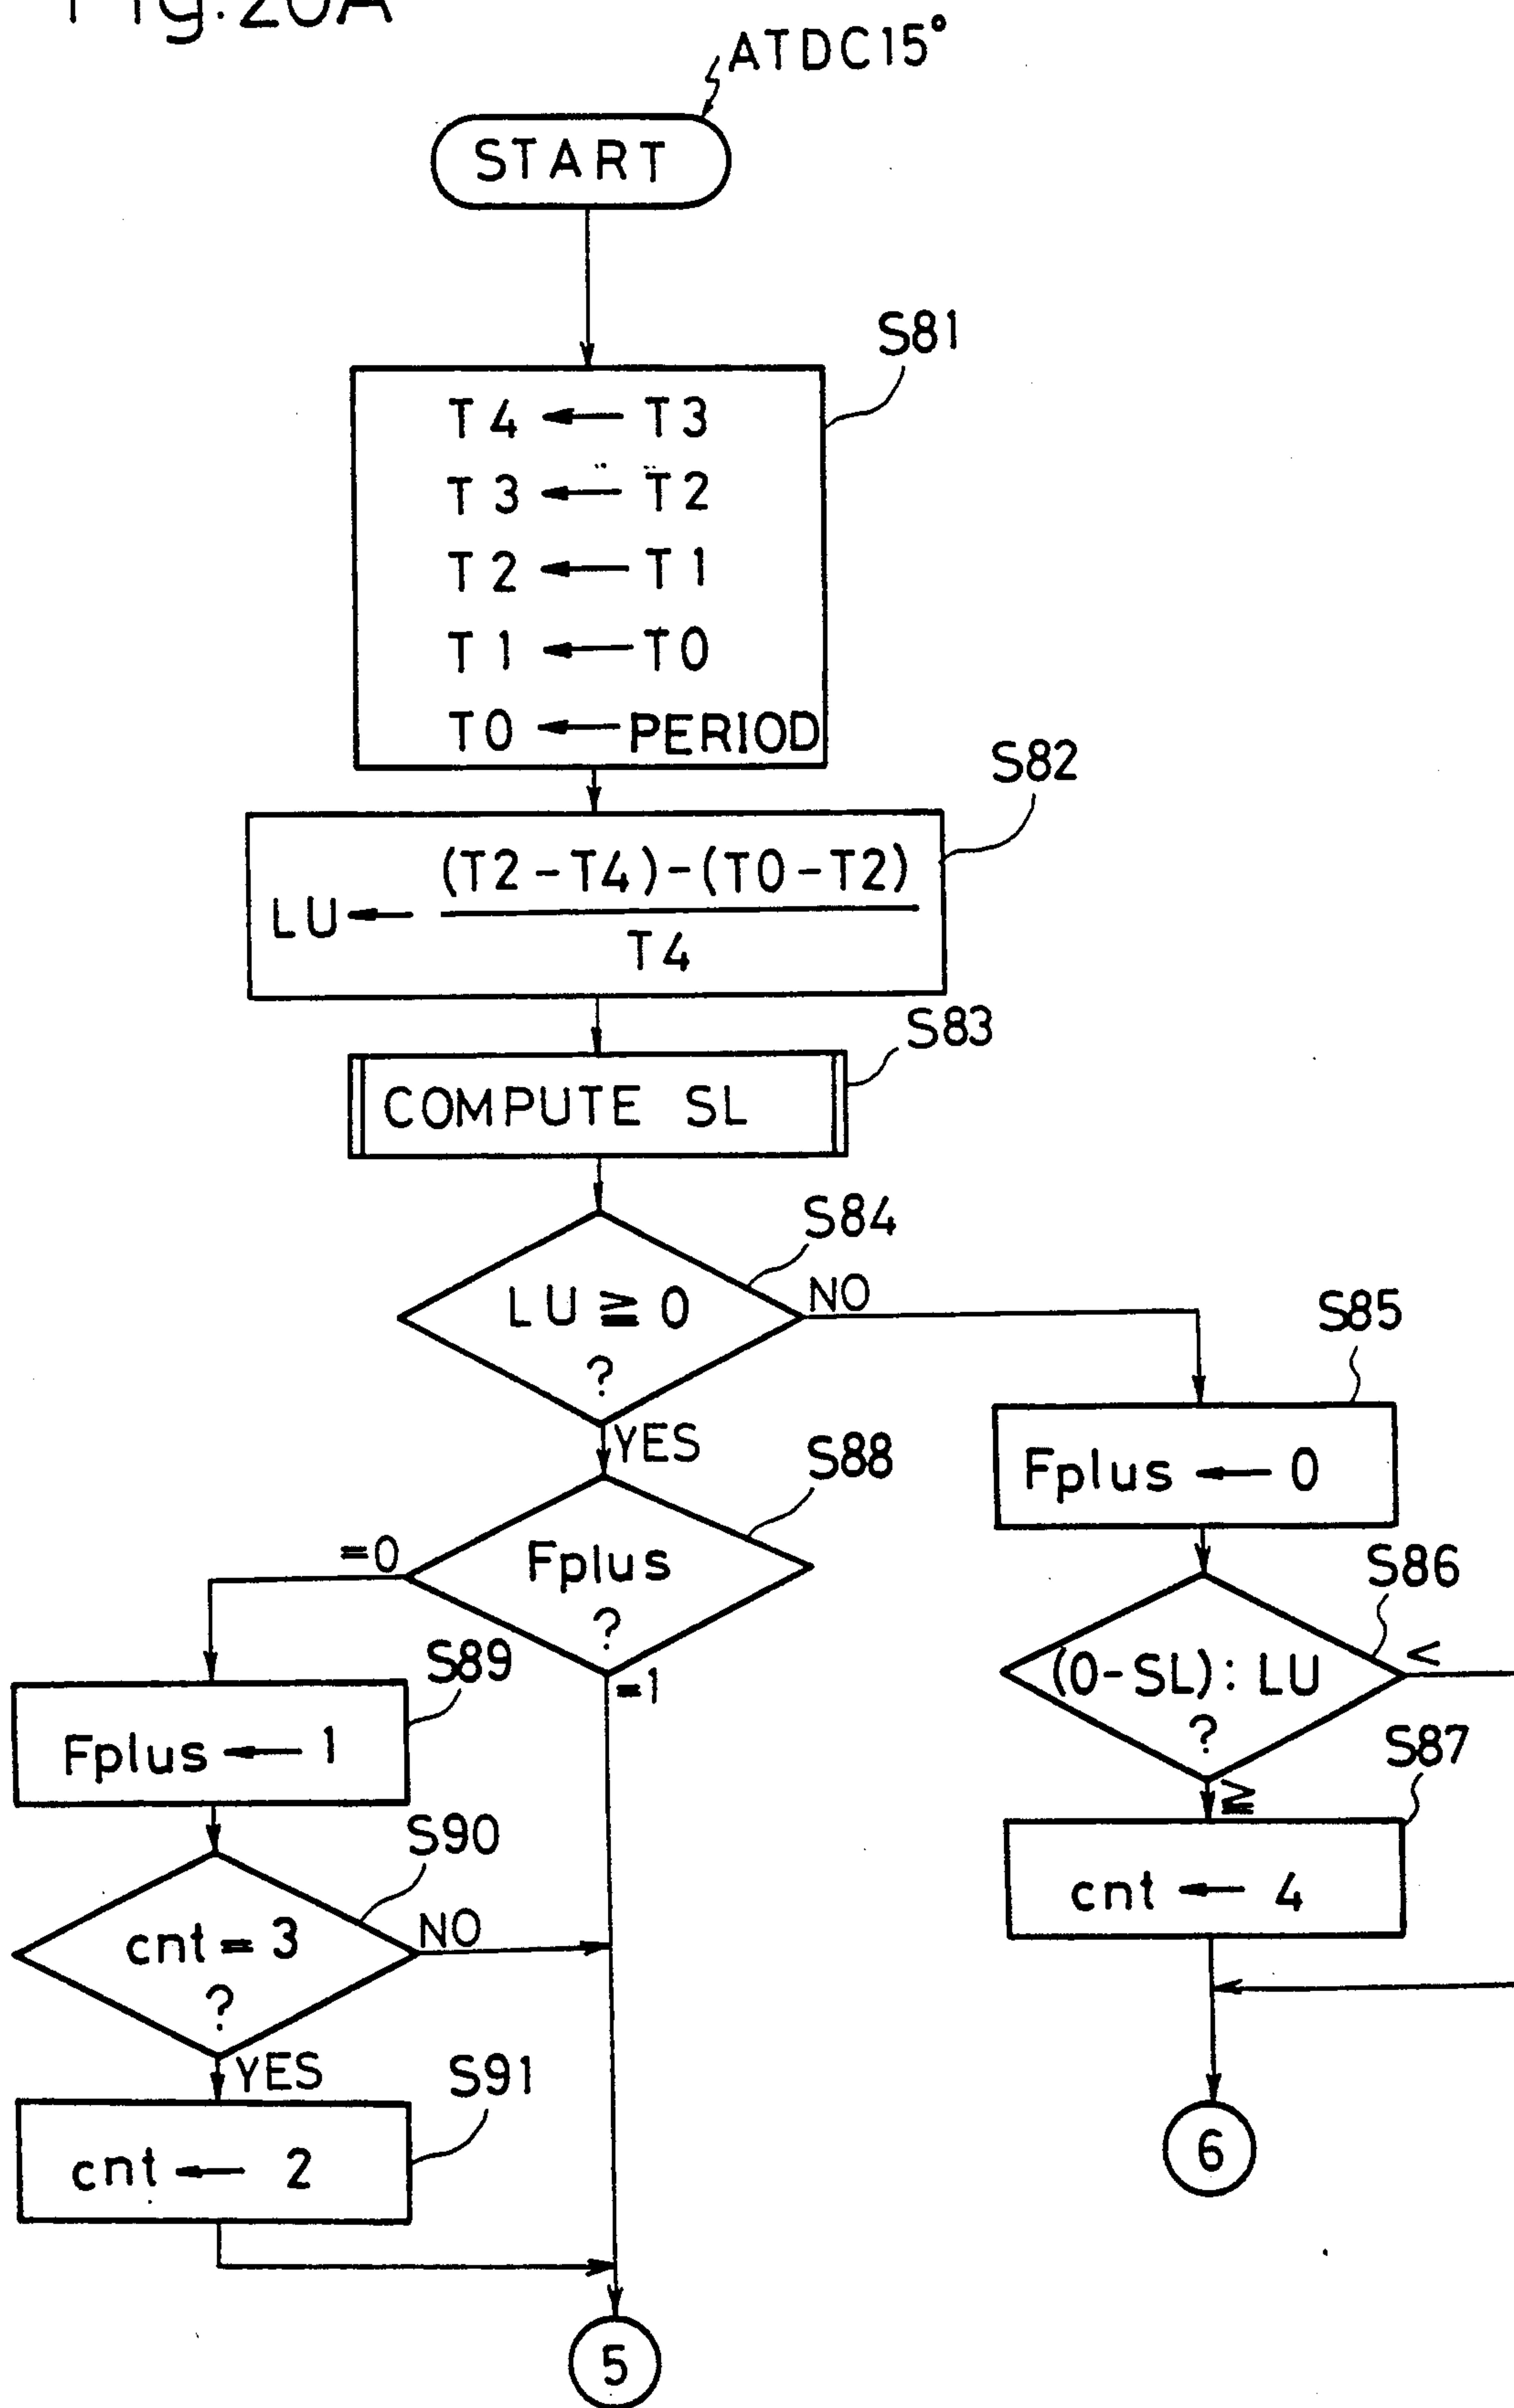 Fig. 20A
ATDC15°
START
S81
T4 ← T3
T3 ← T2
T2 ← T1
T1 ← T0
T0 ← PERIOD
S82
LU ← (T2-T4)-(T0-T2)
T4
S83
COMPUTE SL
S84
LU ≧ 0
?
NO
YES
S85
Fplus ← 0
S88
=0
Fplus
?
=1
S86
(0-SL): LU
?
<
≧
S89
Fplus ← 1
S87
cnt ← 4
S90
cnt = 3
?
NO
YES
S91
cnt ← 2
6
5